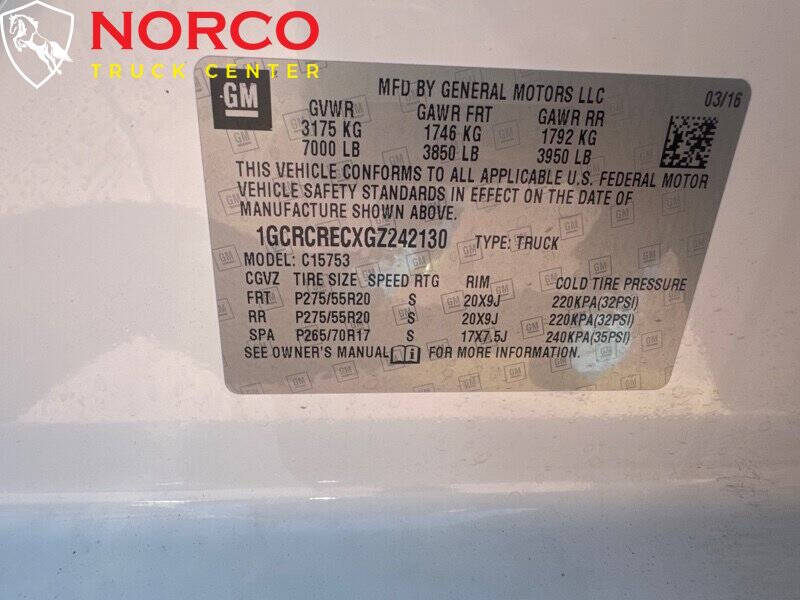 NORCO
TRUCK CENTER
GM
MFD BY GENERAL MOTORS LLC 03/16
GVWR GAWR FRT GAWR RR
3175 KG 1746 KG 1792 KG
7000 LB 3850 LB 3950 LB
THIS VEHICLE CONFORMS TO ALL APPLICABLE U.S. FEDERAL MOTOR
VEHICLE SAFETY STANDARDS IN EFFECT ON THE DATE OF
MANUFACTURE SHOWN ABOVE.
1GCRCRECXGZ242130 TYPE: TRUCK
MODEL: C15753
CGVZ TIRE SIZE SPEED RTG RIM COLD TIRE PRESSURE
FRT P275/55R20 S 20X9J 220KPA(32PSI)
RR P275/55R20 S 20X9J 220KPA(32PSI)
SPA P265/70R17 S 17X7.5J 240KPA(35PSI)
SEE OWNER'S MANUAL FOR MORE INFORMATION.